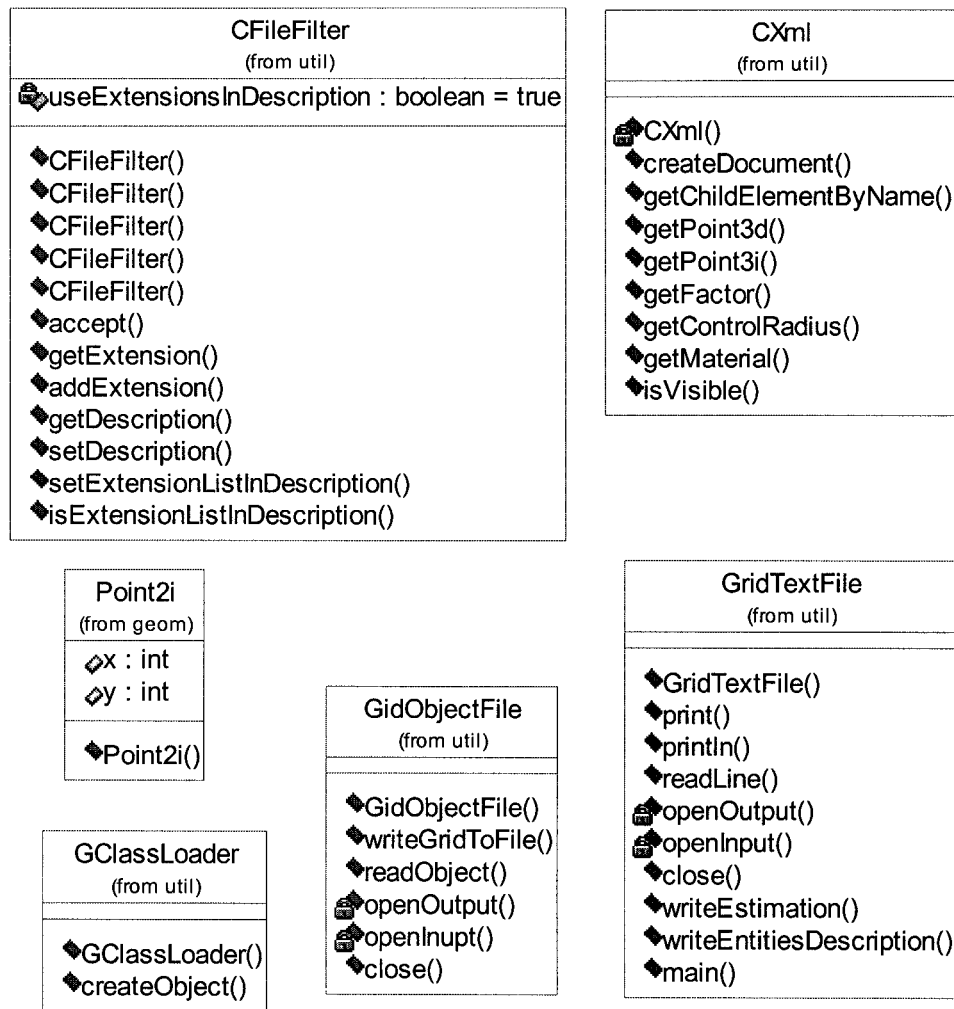 CFileFilter
(from util)
useExtensionsInDescription : boolean = true
CFileFilter()
CFileFilter()
CFileFilter()
CFileFilter()
CFileFilter()
accept()
getExtension()
addExtension()
getDescription()
setDescription()
setExtensionListInDescription()
isExtensionListInDescription()
CXml
(from util)
CXml()
createDocument()
getChildElementByName()
getPoint3d()
getPoint3i()
getFactor()
getControlRadius()
getMaterial()
isVisible()
Point2i
(from geom)
x : int
y : int
Point2i()
GClassLoader
(from util)
GClassLoader()
createObject()
GidObjectFile
(from util)
GidObjectFile()
writeGridToFile()
readObject()
openOutput()
openInupt()
close()
GridTextFile
(from util)
GridTextFile()
print()
println()
readLine()
openOutput()
openInput()
close()
writeEstimation()
writeEntitiesDescription()
main()